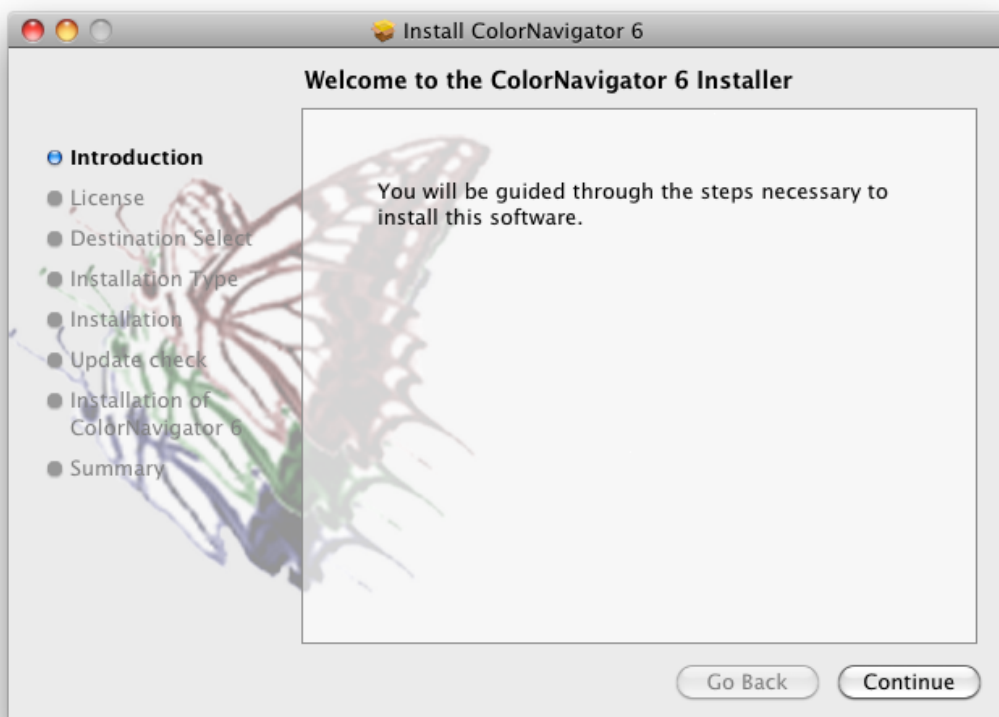 Install ColorNavigator 6
Welcome to the ColorNavigator 6 Installer
Introduction
License
Destination Select
Installation Type
Installation
Update check
Installation of
ColorNavigator 6
Summary
You will be guided through the steps necessary to
install this software.
Go Back
Continue